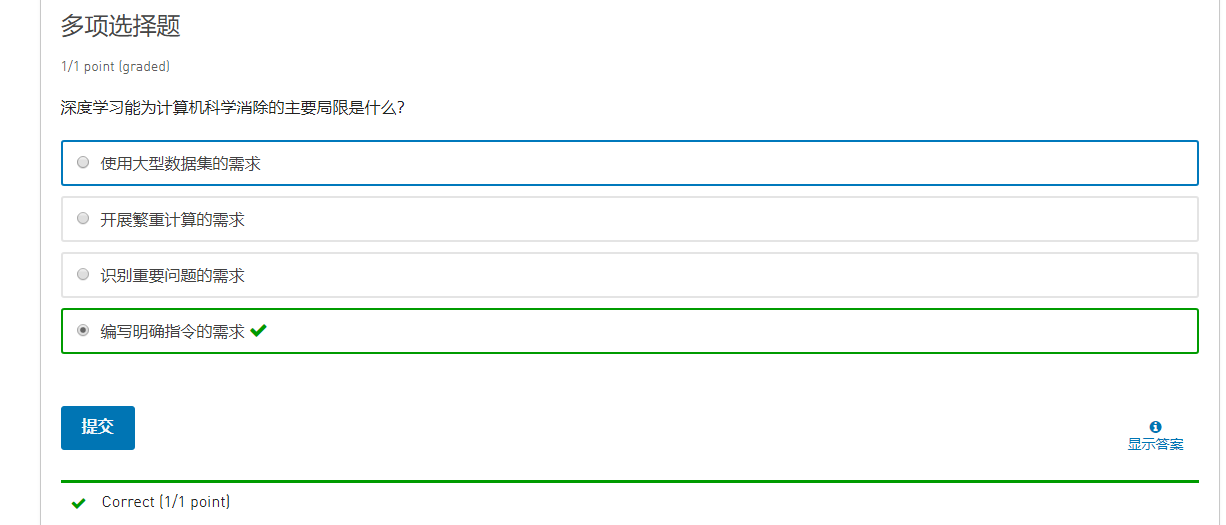 多项选择题
1/1 point (graded)
深度学习能为计算机科学消除的主要局限是什么?
使用大型数据集的需求
开展繁重计算的需求
识别重要问题的需求
编写明确指令的需求
提交
显示答案
Correct (1/1 point)